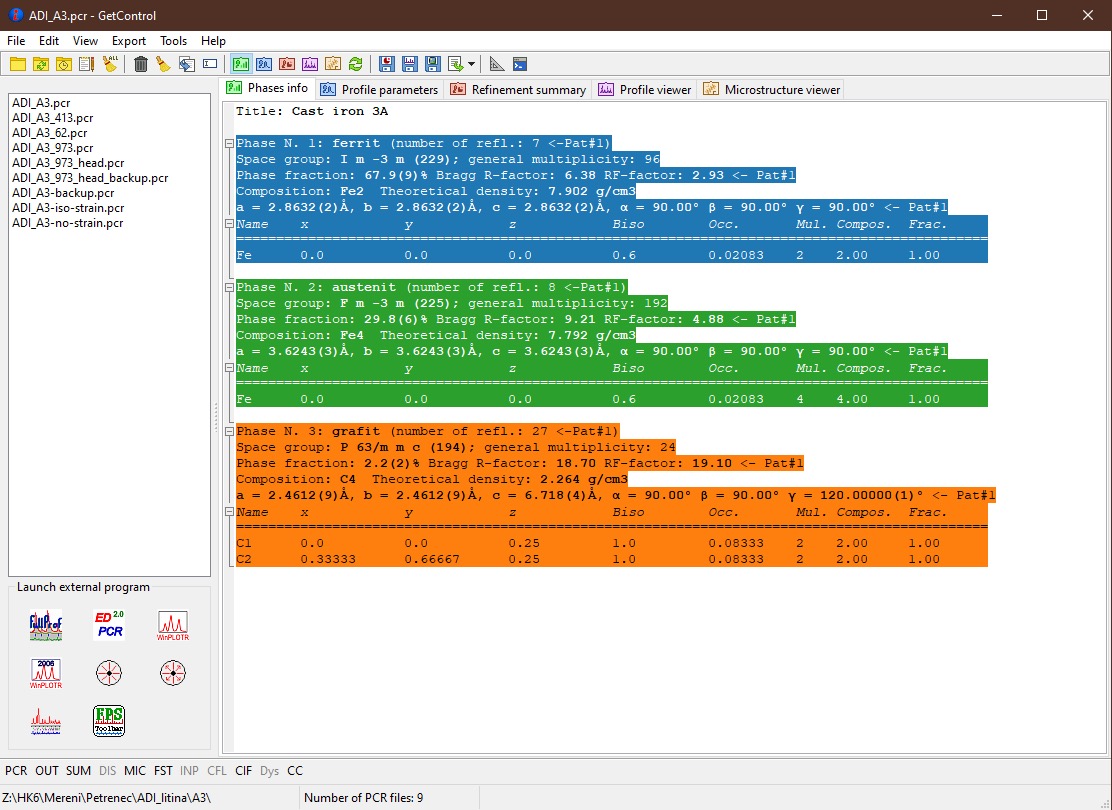 ADI_A3.pcr - GetControl
File Edit View Export Tools Help
ALL
Phases info Profile parameters Refinement summary Profile viewer Microstructure viewer
ADI_A3.pcr
ADI_A3_413.pcr
ADI_A3_62.pcr
ADI_A3_973.pcr
ADI_A3_973_head.pcr
ADI_A3_973_head_backup.pcr
ADI_A3-backup.pcr
ADI_A3-iso-strain.pcr
ADI_A3-no-strain.pcr
Title: Cast iron 3A
Phase N. 1: ferrit (number of refl.: 7 <-Pat#1)
Space group: I m -3 m (229); general multiplicity: 96
Phase fraction: 67.9(9)% Bragg R-factor: 6.38 RF-factor: 2.93 <- Pat#1
Composition: Fe2 Theoretical density: 7.902 g/cm3
a = 2.8632(2)Å, b = 2.8632(2)Å, c = 2.8632(2)Å, α = 90.00° β = 90.00° γ = 90.00° <- Pat#1
Name x y z Biso Occ. Mul. Compos. Frac.
Fe 0.0 0.0 0.0 0.6 0.02083 2 2.00 1.00
Phase N. 2: austenit (number of refl.: 8 <-Pat#1)
Space group: F m -3 m (225); general multiplicity: 192
Phase fraction: 29.8(6)% Bragg R-factor: 9.21 RF-factor: 4.88 <- Pat#1
Composition: Fe4 Theoretical density: 7.792 g/cm3
a = 3.6243(3)Å, b = 3.6243(3)Å, c = 3.6243(3)Å, α = 90.00° β = 90.00° γ = 90.00° <- Pat#1
Name x y z Biso Occ. Mul. Compos. Frac.
Fe 0.0 0.0 0.0 0.6 0.02083 4 4.00 1.00
Phase N. 3: grafit (number of refl.: 27 <-Pat#1)
Space group: P 63/m m c (194); general multiplicity: 24
Phase fraction: 2.2(2)% Bragg R-factor: 18.70 RF-factor: 19.10 <- Pat#1
Composition: C4 Theoretical density: 2.264 g/cm3
a = 2.4612(9)Å, b = 2.4612(9)Å, c = 6.718(4)Å, α = 90.00° β = 90.00° γ = 120.00000(1)° <- Pat#1
Name x y z Biso Occ. Mul. Compos. Frac.
C1 0.0 0.0 0.25 1.0 0.08333 2 2.00 1.00
C2 0.33333 0.66667 0.25 1.0 0.08333 2 2.00 1.00
Launch external program
FullProf
ED 2.0
PCR
WinPLOTR
2006
WinPLOTR
FPS
Toolbar
PCR OUT SUM DIS MIC FST INP CFL CIF Dys CC
Z:\HK6\Mereni\Petrenec\ADI_litina\A3\ Number of PCR files: 9